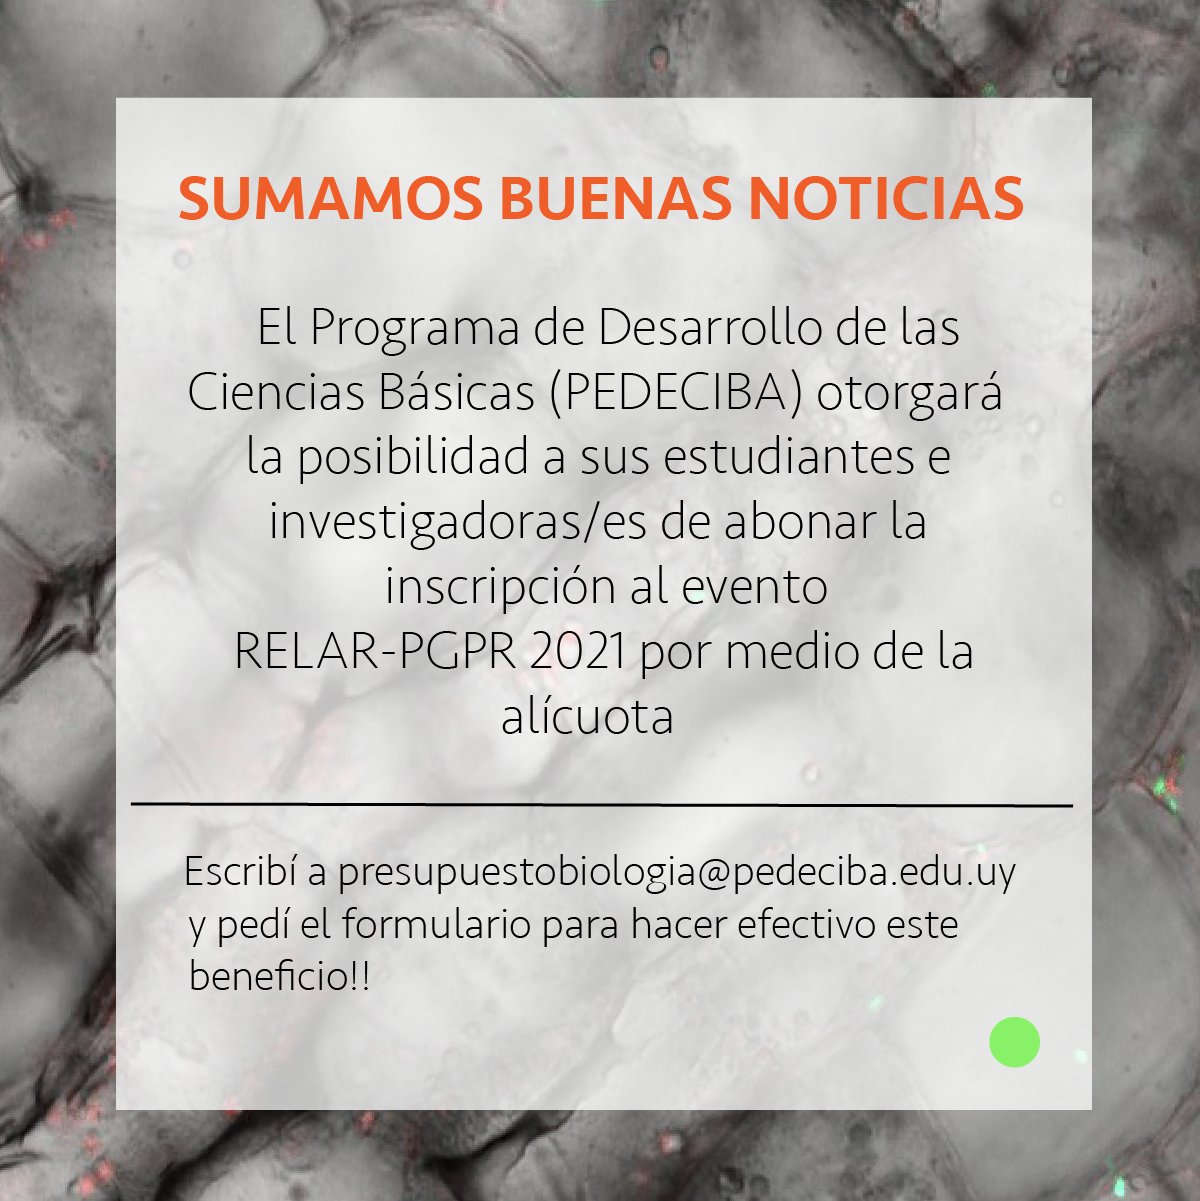 SUMAMOS BUENAS NOTICIAS
El Programa de Desarrollo de las
Ciencias Básicas (PEDECIBA) otorgará
la posibilidad a sus estudiantes e
investigadoras/es de abonar la
inscripción al evento
RELAR-PGPR 2021 por medio de la
alícuota
Escribí a presupuestobiologia@pedeciba.edu.uy
y pedí el formulario para hacer efectivo este
beneficio!!